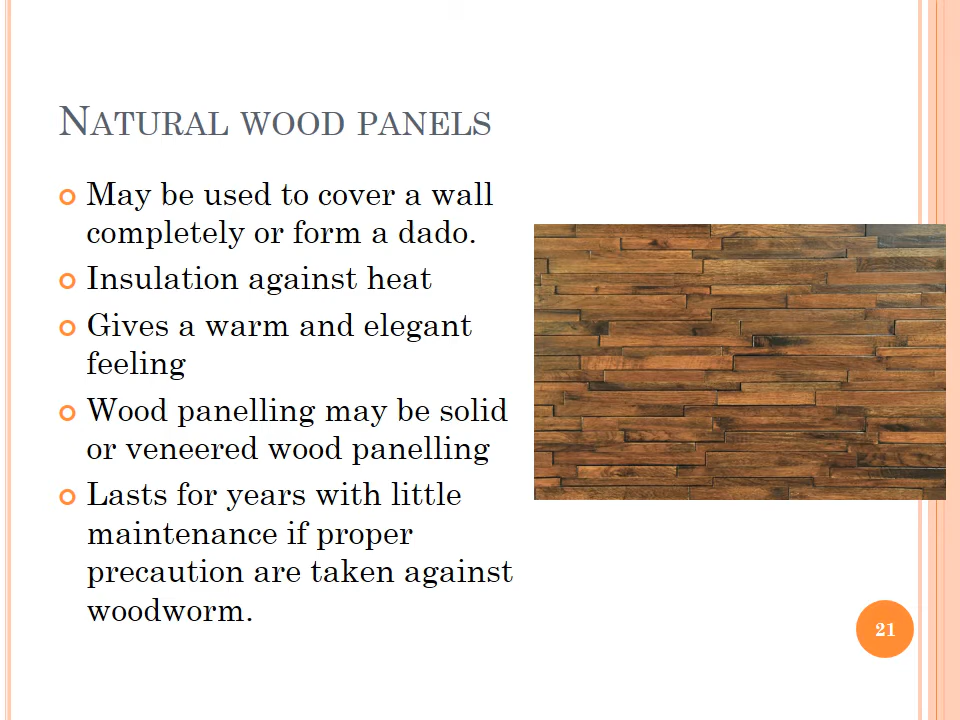 Natural wood panels
May be used to cover a wall
completely or form a dado.
Insulation against heat
Gives a warm and elegant
feeling
Wood panelling may be solid
or veneered wood panelling
Lasts for years with little
maintenance if proper
precaution are taken against
woodworm.
21